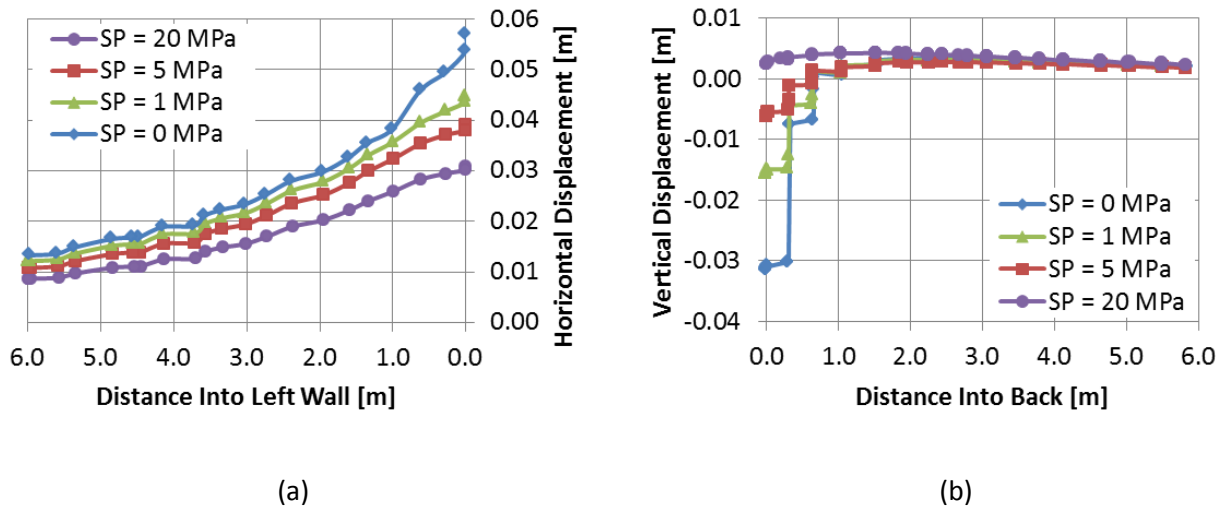 SP = 20 MPa
SP = 5 MPa
SP = 1 MPa
SP = 0 MPa
0.06
0.05
0.04
0.03
0.02
0.01
0.00
Horizontal Displacement [m]
6.0 5.0 4.0 3.0 2.0 1.0 0.0
Distance Into Left Wall [m]
(a)
Vertical Displacement [m]
0.01
0.00
-0.01
-0.02
-0.03
-0.04
SP = 0 MPa
SP = 1 MPa
SP = 5 MPa
SP = 20 MPa
0.0 1.0 2.0 3.0 4.0 5.0 6.0
Distance Into Back [m]
(b)